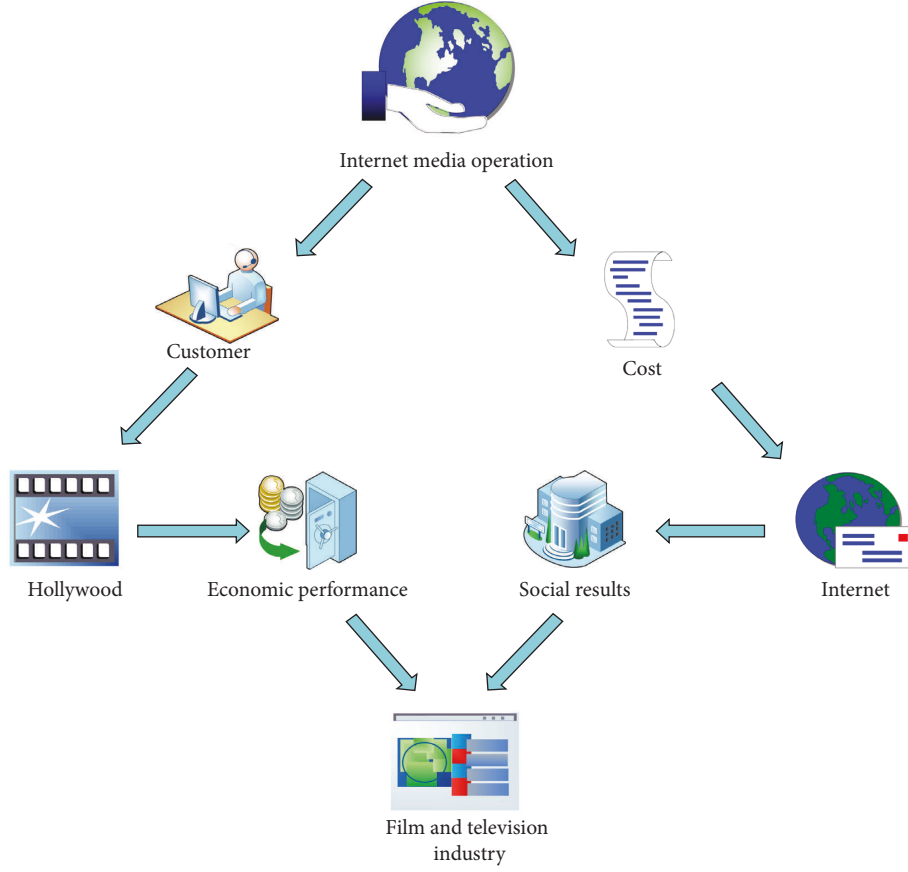 Internet media operation
Customer
Cost
Hollywood
Economic performance
Social results
Internet
Film and television
industry